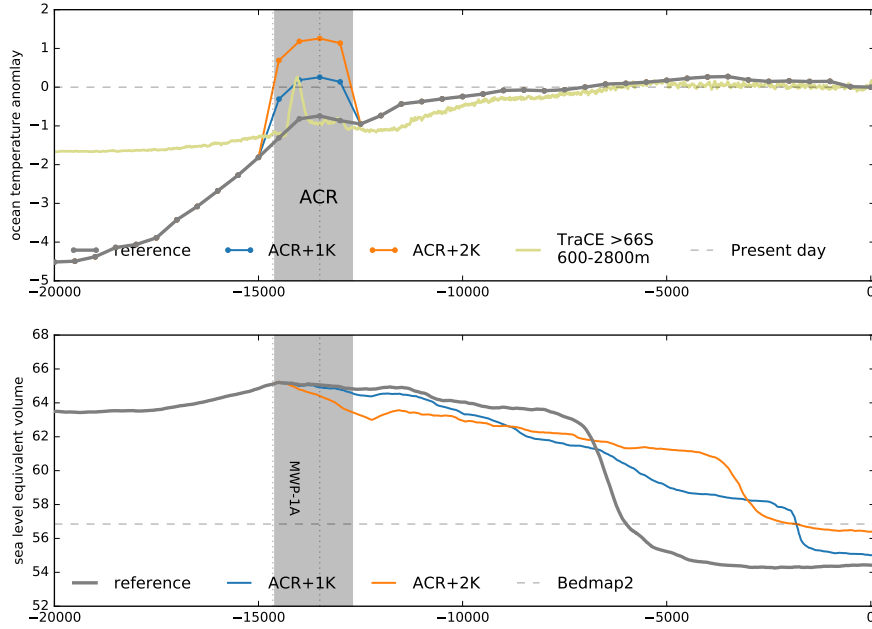 2
1
0
−1
−2
−3
−4
−5
ocean temperature anomlay
ACR
reference
ACR+1K
ACR+2K
TraCE >66S
600-2800m
Present day
−20000
−15000
−10000
−5000
0
68
66
64
62
60
58
56
54
52
sea level equivalent volume
MWP-1A
reference
ACR+1K
ACR+2K
Bedmap2
−20000
−15000
−10000
−5000
0